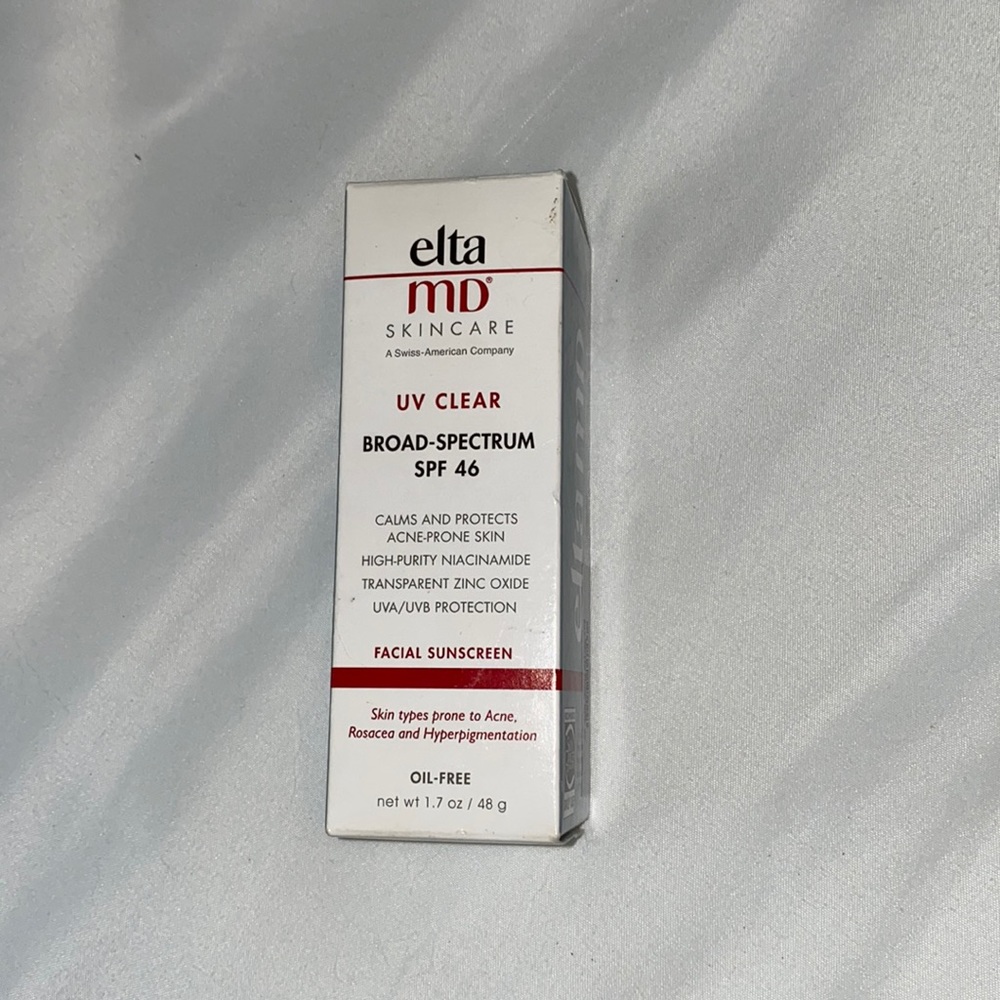 elta
MD®
SKINCARE
A Swiss-American Company
UV CLEAR
BROAD-SPECTRUM
SPF 46
CALMS AND PROTECTS
ACNE-PRONE SKIN
HIGH-PURITY NIACINAMIDE
TRANSPARENT ZINC OXIDE
UVA/UVB PROTECTION
FACIAL SUNSCREEN
Skin types prone to Acne,
Rosacea and Hyperpigmentation
OIL-FREE
net wt 1.7 oz / 48 g